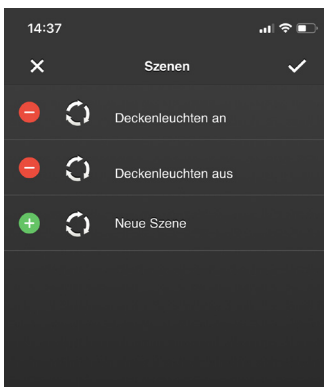 14:37
Szenen
Deckenleuchten an
Deckenleuchten aus
Neue Szene